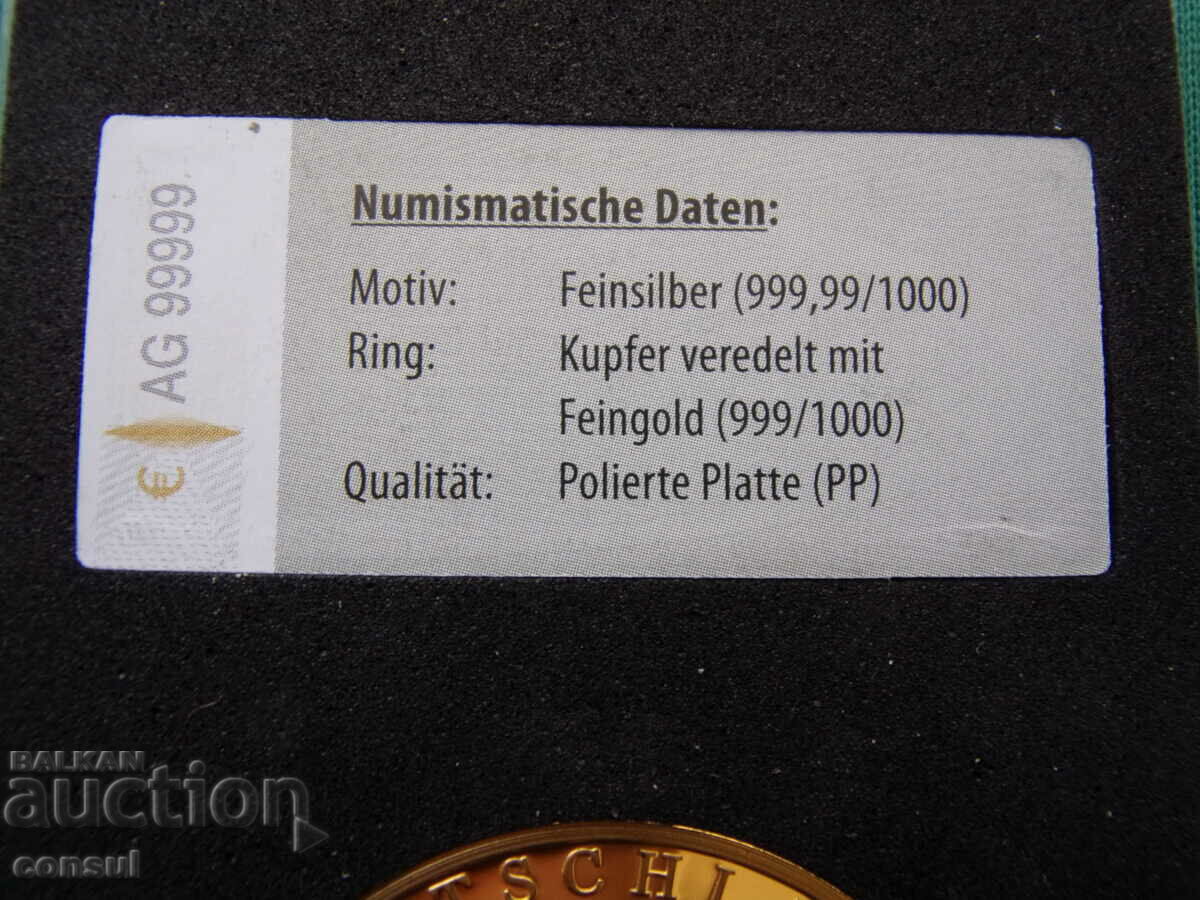 AG 99999
€
Numismatische Daten:
Motiv: Feinsilber (999,99/1000)
Ring: Kupfer veredelt mit
Feingold (999/1000)
Qualität: Polierte Platte (PP)
BALKAN
auction
consul
TSCHL